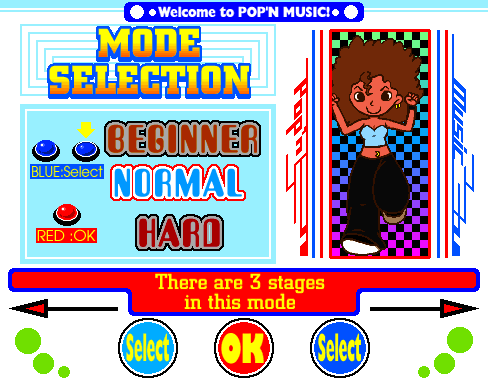 Welcome to POP'N MUSIC!
MODE
SELECTION
BEGINNER
BLUE:Select
NORMAL
RED :OK
HARD
There are 3 stages
in this mode
Select
OK
Select